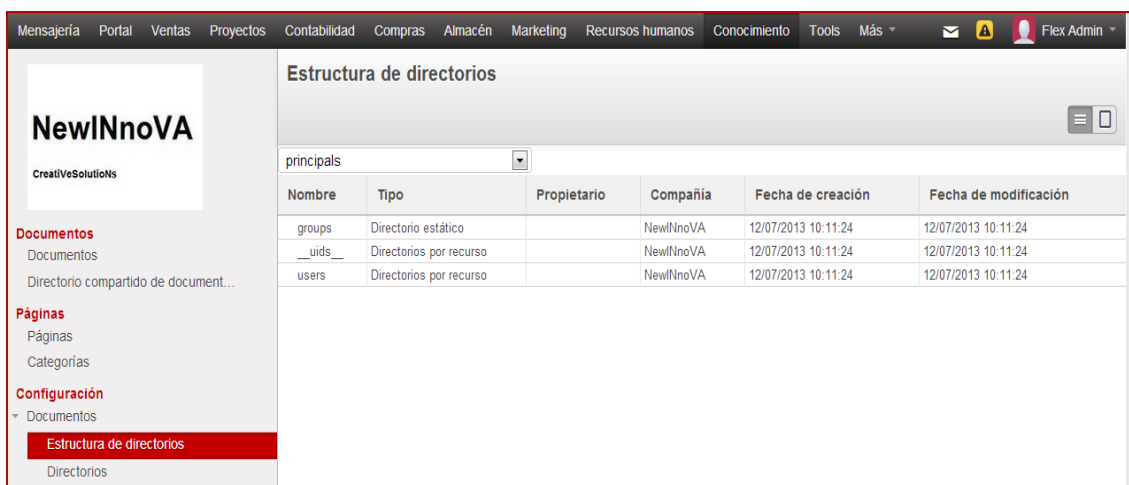 Mensajería Portal Ventas Proyectos Contabilidad Compras Almacén Marketing Recursos humanos Conocimiento Tools Más Flex Admin
NewINnoVA
CreatiVeSolutioNs
Documentos
Documentos
Directorio compartido de document...
Páginas
Páginas
Categorías
Configuración
Documentos
Estructura de directorios
Directorios
Estructura de directorios
principals
Nombre Tipo Propietario Compañía Fecha de creación Fecha de modificación
groups Directorio estático NewINnoVA 12/07/2013 10:11:24 12/07/2013 10:11:24
__uids__ Directorios por recurso NewINnoVA 12/07/2013 10:11:24 12/07/2013 10:11:24
users Directorios por recurso NewINnoVA 12/07/2013 10:11:24 12/07/2013 10:11:24